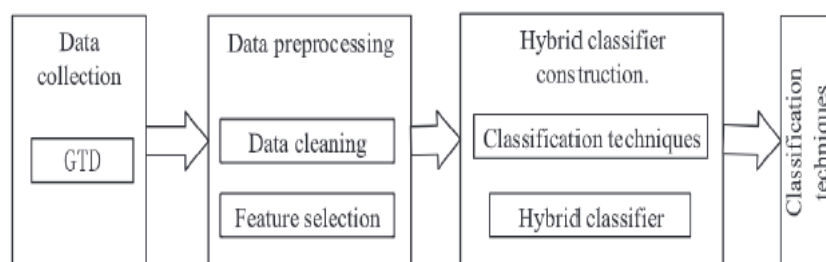 Data
collection
GTD
Data preprocessing
Data cleaning
Feature selection
Hybrid classifier
construction.
Classification techniques
Hybrid classifier
Classification
techniques